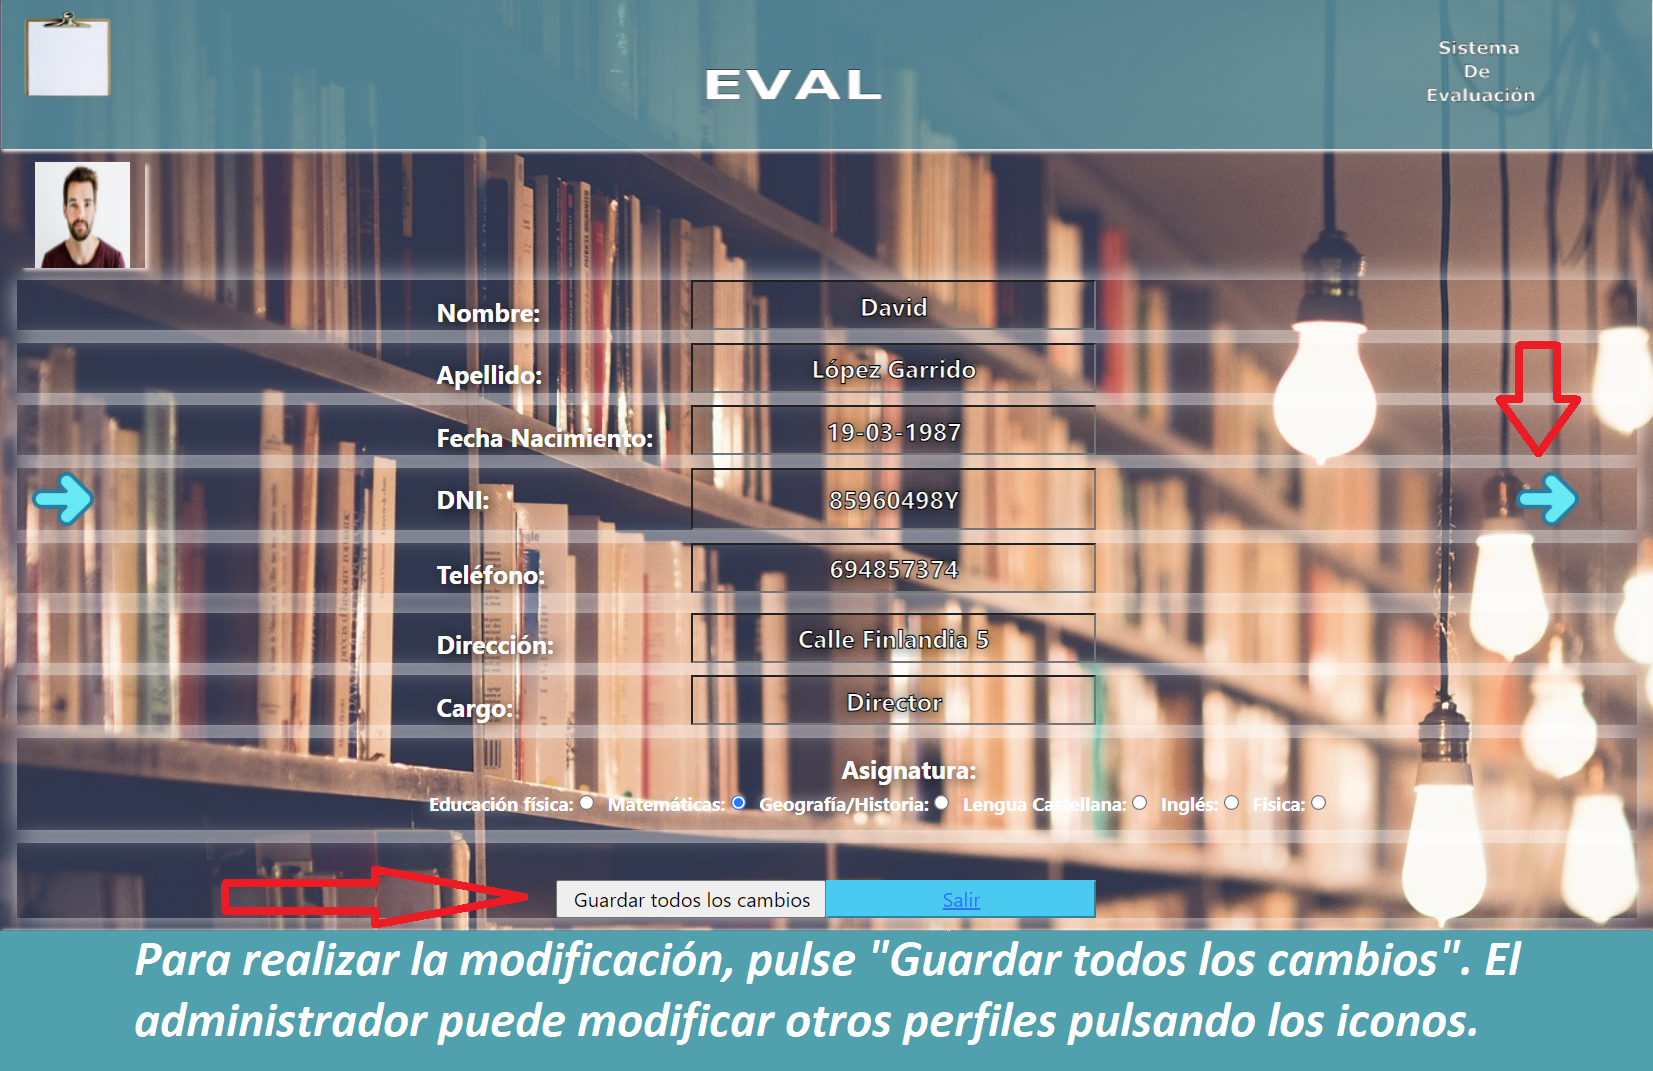 EVAL
Sistema
De
Evaluación
Nombre: David
Apellido: López Garrido
Fecha Nacimiento: 19-03-1987
DNI: 85960498Y
Teléfono: 694857374
Dirección: Calle Finlandia 5
Cargo: Director
Asignatura:
Educación física: Matemáticas: Geografía/Historia: Lengua Castellana: Inglés: Fisica:
Guardar todos los cambios Salir
Para realizar la modificación, pulse "Guardar todos los cambios". El
administrador puede modificar otros perfiles pulsando los iconos.